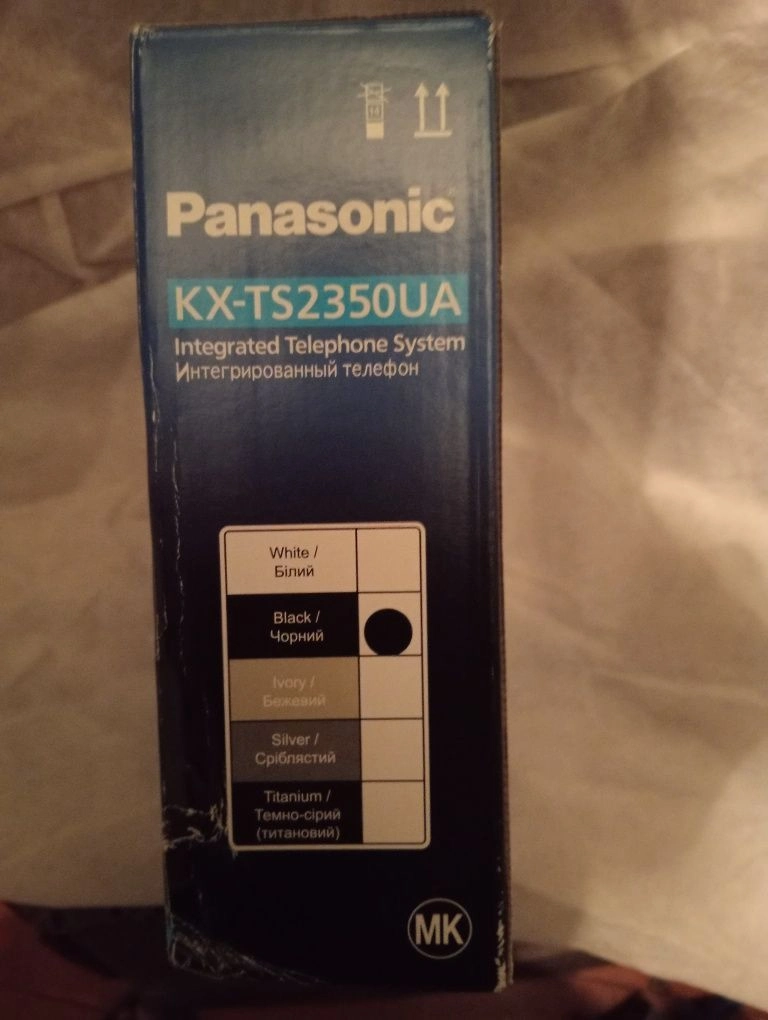 Panasonic
KX-TS2350UA
Integrated Telephone System
Интегрированный телефон
White /
Білий
Black /
Чорний
Ivory /
Бежевий
Silver /
Сріблястий
Titanium /
Темно-сірий
(титановий)
MK